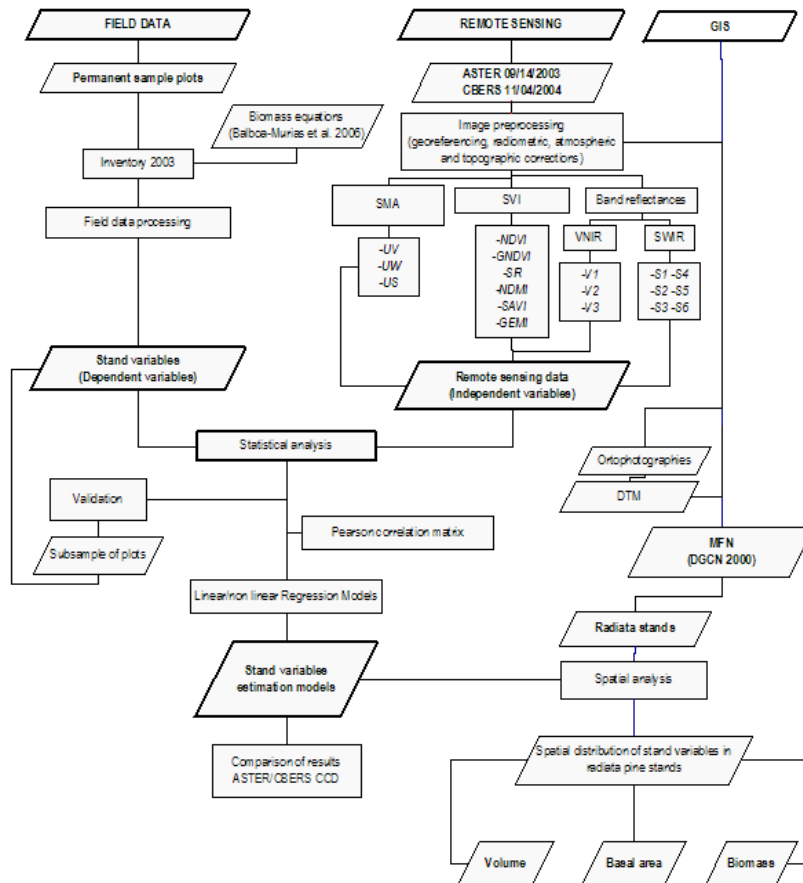 FIELD DATA
REMOTE SENSING
GIS
Permanent sample plots
ASTER 09/14/2003
CBERS 11/04/2004
Biomass equations
(Balboa-Murias et al. 2006)
Image preprocessing
(georeferencing, radiometric, atmospheric
and topographic corrections)
Inventory 2003
SMA
SVI
Band reflectances
Field data processing
VNIR
SWIR
-UV
-UW
-US
-NDVI
-GNDVI
-SR
-NDMI
-SAVI
-GEMI
-V1
-V2
-V3
-S1 -S4
-S2 -S5
-S3 -S6
Stand variables
(Dependent variables)
Remote sensing data
(Independent variables)
Statistical analysis
Ortophotografies
DTM
Validation
Pearson correlation matrix
Subsample of plots
MFN
(DGCN 2000)
Linear/non linear Regression Models
Radiata stands
Stand variables
estimation models
Spatial analysis
Comparison of results
ASTER/CBERS CCD
Spatial distribution of stand variables in
radiata pine stands
Volume
Basal area
Biomass